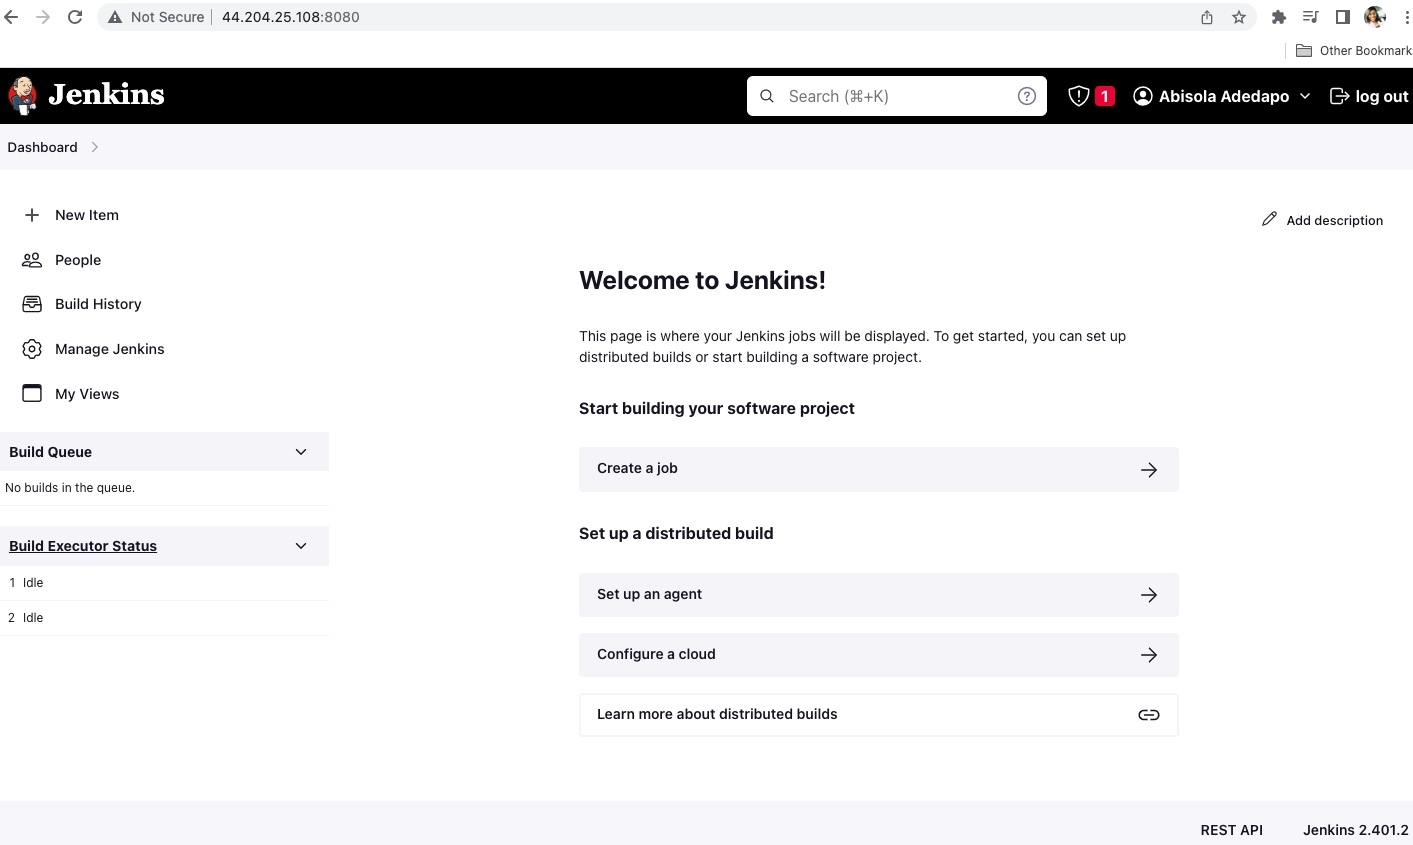 Not Secure 44.204.25.108:8080
Other Bookmark
Jenkins
Search (⌘+K)
1
Abisola Adedapo
log out
Dashboard
New Item
People
Build History
Manage Jenkins
My Views
Build Queue
No builds in the queue.
Build Executor Status
1 Idle
2 Idle
Add description
Welcome to Jenkins!
This page is where your Jenkins jobs will be displayed. To get started, you can set up
distributed builds or start building a software project.
Start building your software project
Create a job
Set up a distributed build
Set up an agent
Configure a cloud
Learn more about distributed builds
REST API
Jenkins 2.401.2